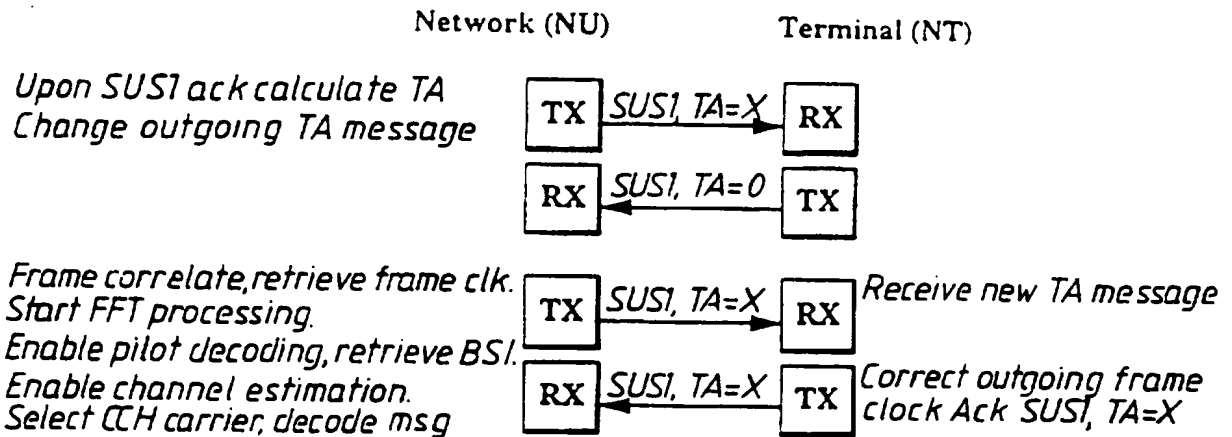 Network (NU) Terminal (NT)
Upon SUS1 ack calculate TA
Change outgoing TA message
TX SUS1, TA=X RX
RX SUS1, TA=0 TX
Frame correlate, retrieve frame clk.
Start FFT processing.
Enable pilot decoding, retrieve BSI.
Enable channel estimation.
Select CCH carrier, decode msg
TX SUS1, TA=X RX
Receive new TA message
RX SUS1, TA=X TX
Correct outgoing frame
clock Ack SUS1, TA=X